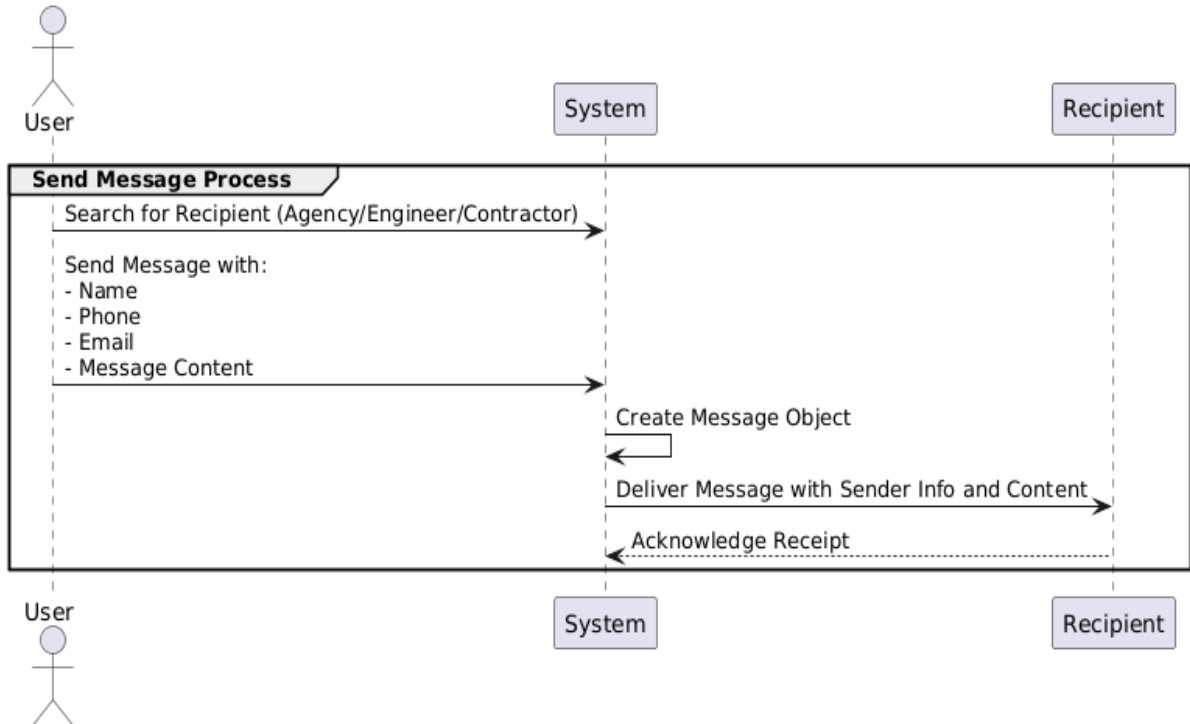 User
System
Recipient
Send Message Process
Search for Recipient (Agency/Engineer/Contractor)
Send Message with:
- Name
- Phone
- Email
- Message Content
Create Message Object
Deliver Message with Sender Info and Content
Acknowledge Receipt
User
System
Recipient